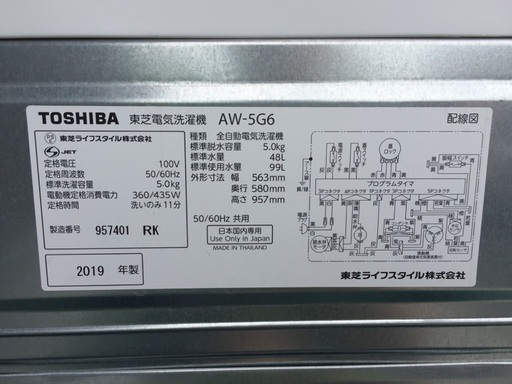 TOSHIBA 東芝電気洗濯機 AW-5G6 配線図
東芝ライフスタイル株式会社
JET
定格電圧 100V
定格周波数 50/60Hz
標準洗濯容量 5.0kg
電動機定格消費電力 360/435W
定格時間 洗いのみ 11分
製造番号 957401 RK
2019 年製
種類 全自動電気洗濯機
標準脱水容量 5.0kg
標準水量 48L
標準使用水量 99L
外形寸法 幅 563mm
奥行 580mm
高さ 957mm
50/60Hz 共用
日本国内専用
Use Only in Japan
MADE IN THAILAND
プログラムタイマ
東芝ライフスタイル株式会社